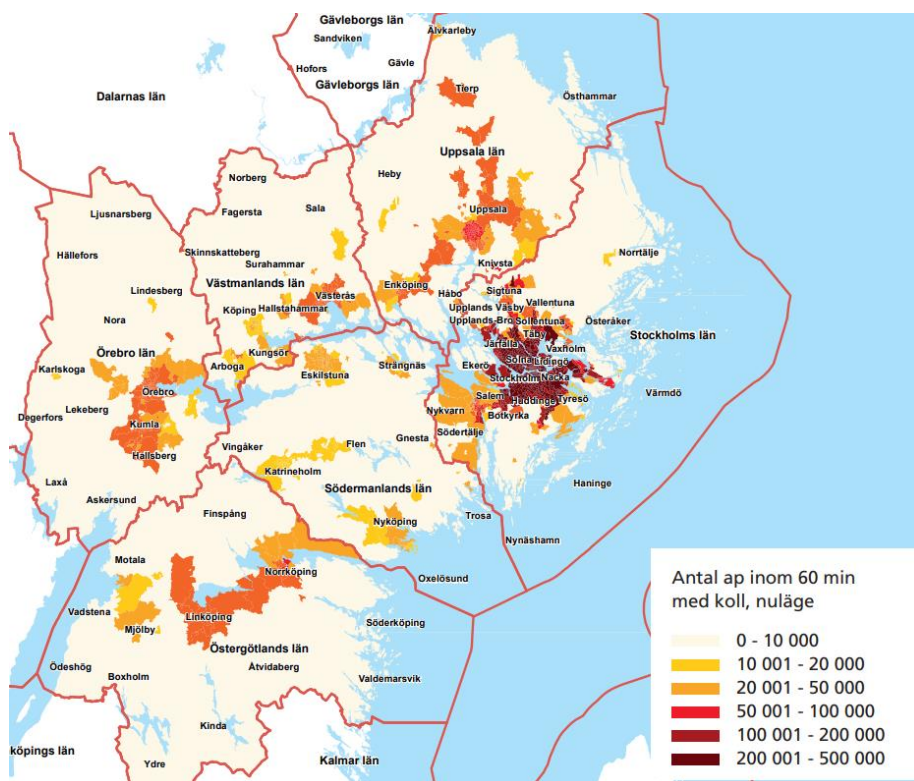 Gävleborgs län
Sandviken
Älvkarleby
Hofors
Gävle
Gävleborgs län
Dalarnas län
Tierp
Östhammar
Uppsala län
Heby
Norberg
Ljusnarsberg
Fagersta
Sala
Uppsala
Hällefors
Skinnskatteberg
Surahammar
Norrtälje
Knivsta
Västmanlands län
Lindesberg
Enköping
Håbo
Sigtuna
Västerås
Vallentuna
Köping
Hallstahammar
Upplands Väsby
Nora
Upplands-Bro
Sollentuna
Österåker
Täby
Stockholms län
Järfälla
Vaxholm
Örebro län
Kungsör
Solna
Lidingö
Karlskoga
Arboga
Ekerö
Strängnäs
Eskilstuna
Stockholm
Nacka
Örebro
Värmdö
Salem
Huddinge
Tyresö
Lekeberg
Nykvarn
Degerfors
Botkyrka
Kumla
Södertälje
Gnesta
Vingåker
Flen
Hallsberg
Katrineholm
Laxå
Haninge
Södermanlands län
Askersund
Finspång
Trosa
Nyköping
Nynäshamn
Motala
Norrköping
Oxelösund
Vadstena
Linköping
Söderköping
Mjölby
Östergötlands län
Ödeshög
Åtvidaberg
Boxholm
Valdemarsvik
Kinda
köpings län
Kalmar län
Ydre
Antal ap inom 60 min
med koll, nuläge
0 - 10 000
10 001 - 20 000
20 001 - 50 000
50 001 - 100 000
100 001 - 200 000
200 001 - 500 000